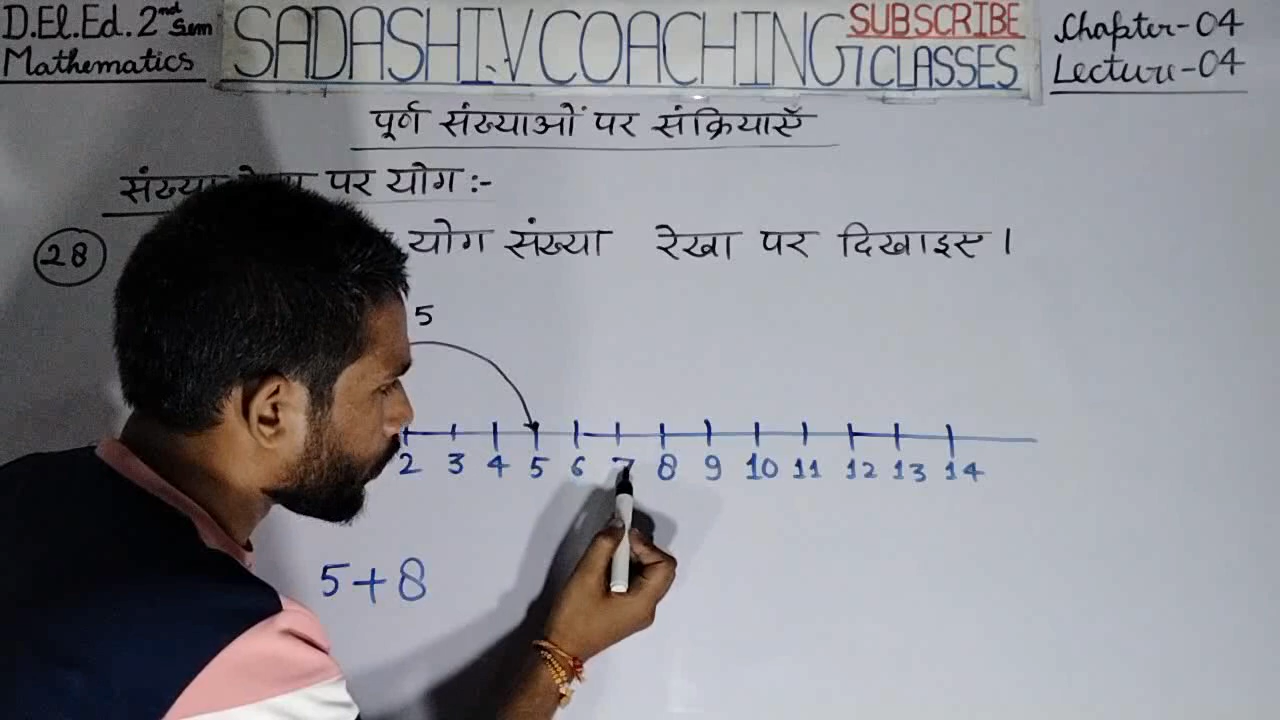 D.El.Ed. 2nd Sem
Mathematics
SADASHIV COACHING CLASSES
SUBSCRIBE
Chapter-04
Lecture-04
पूर्ण संख्याओं पर संक्रियाएँ
संख्या पर योग :-
28 योग संख्या रेखा पर दिखाइए।
5
2 3 4 5 6 7 8 9 10 11 12 13 14
5+8